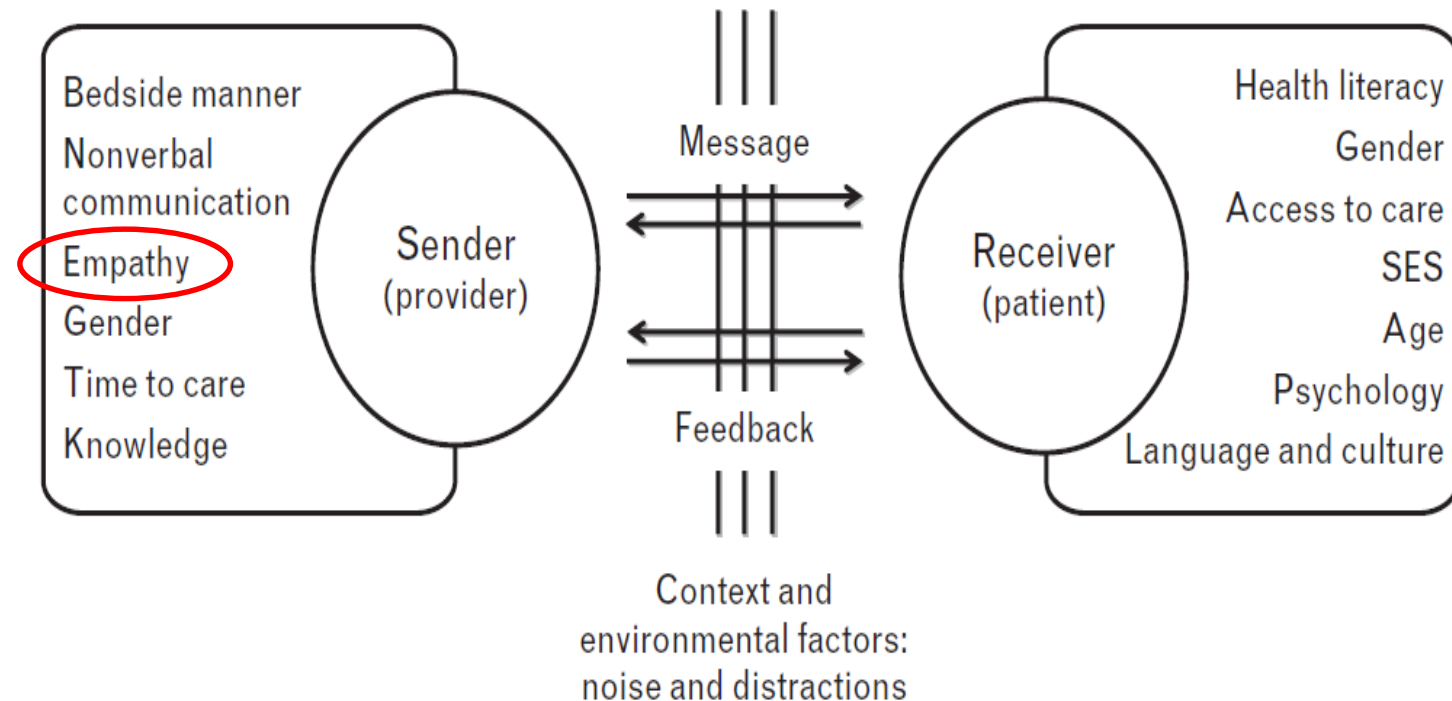 Bedside manner
Nonverbal
communication
Empathy
Gender
Time to care
Knowledge
Sender
(provider)
Message
Feedback
Context and
environmental factors:
noise and distractions
Receiver
(patient)
Health literacy
Gender
Access to care
SES
Age
Psychology
Language and culture